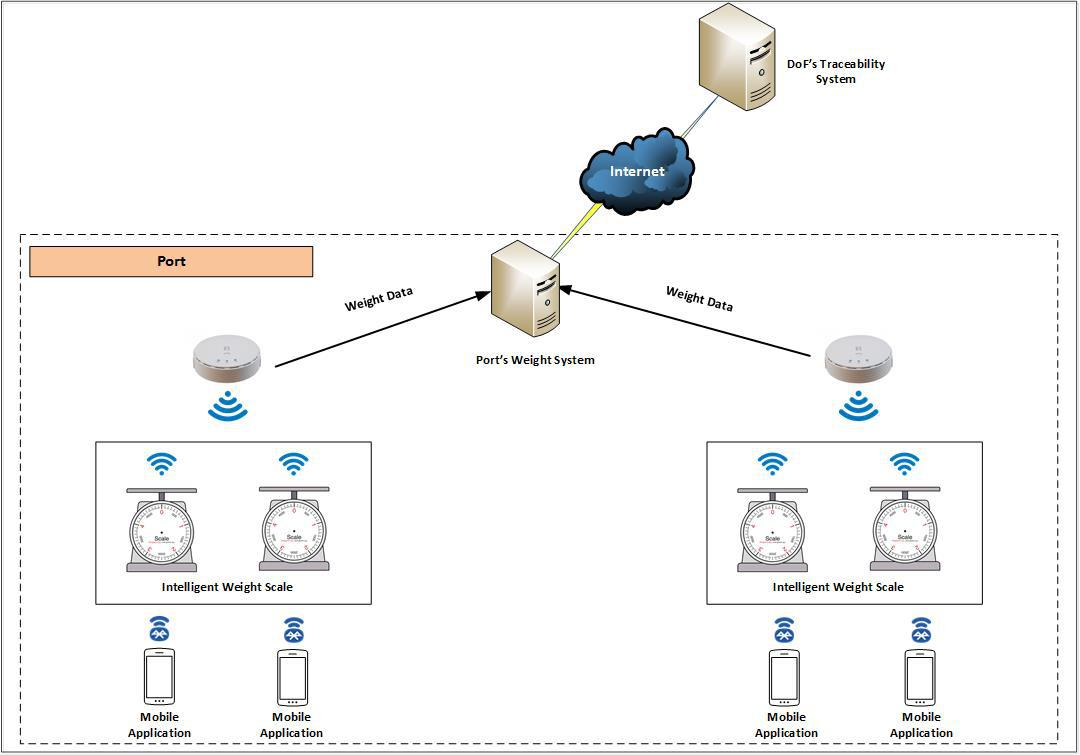 DoF's Traceability
System
Internet
Port
Weight Data
Weight Data
Port's Weight System
Scale
Scale
Scale
Scale
Intelligent Weight Scale
Intelligent Weight Scale
Mobile
Application
Mobile
Application
Mobile
Application
Mobile
Application